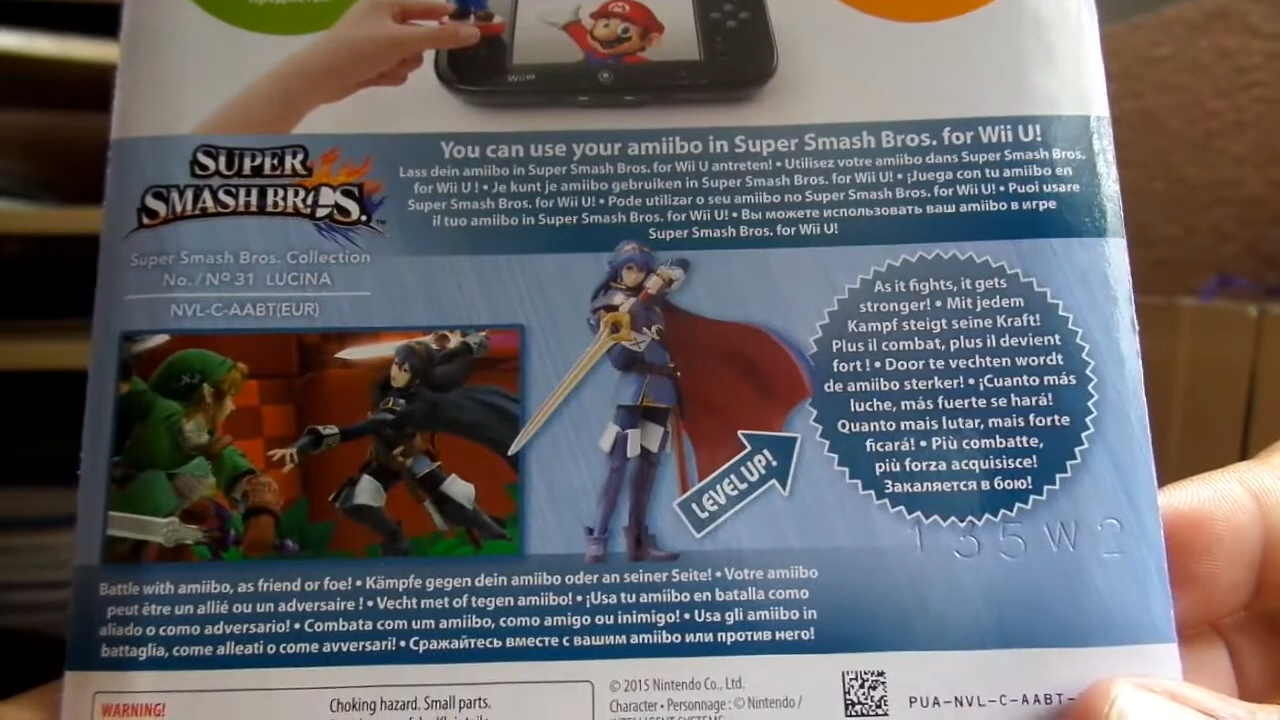 Wii U
You can use your amiibo in Super Smash Bros. for Wii U!
Lass dein amiibo in Super Smash Bros. for Wii U antreten! • Utilisez votre amiibo dans Super Smash Bros.
for Wii U ! • Je kunt je amiibo gebruiken in Super Smash Bros. for Wii U! • ¡Juega con tu amiibo en
Super Smash Bros. for Wii U! • Pode utilizar o seu amiibo no Super Smash Bros. for Wii U! • Puoi usare
il tuo amiibo in Super Smash Bros. for Wii U! • Вы можете использовать ваш amiibo в игре
Super Smash Bros. for Wii U!
SUPER
SMASH BROS.™
Super Smash Bros. Collection
No. / Nº 31 LUCINA
NVL-C-AABT(EUR)
As it fights, it gets
stronger! • Mit jedem
Kampf steigt seine Kraft!
Plus il combat, plus il devient
fort ! • Door te vechten wordt
de amiibo sterker! • ¡Cuanto más
luche, más fuerte se hará!
Quanto mais lutar, mais forte
ficará! • Più combatte,
più forza acquisisce!
Закаляется в бою!
LEVEL UP!
135W2
Battle with amiibo, as friend or foe! • Kämpfe gegen dein amiibo oder an seiner Seite! • Votre amiibo
peut être un allié ou un adversaire ! • Vecht met of tegen amiibo! • ¡Usa tu amiibo en batalla como
aliado o como adversario! • Combata com um amiibo, como amigo ou inimigo! • Usa gli amiibo in
battaglia, come alleati o come avversari! • Сражайтесь вместе с вашим amiibo или против него!
WARNING!
Choking hazard. Small parts.
© 2015 Nintendo Co., Ltd.
Character • Personnage : © Nintendo /
PUA-NVL-C-AABT-